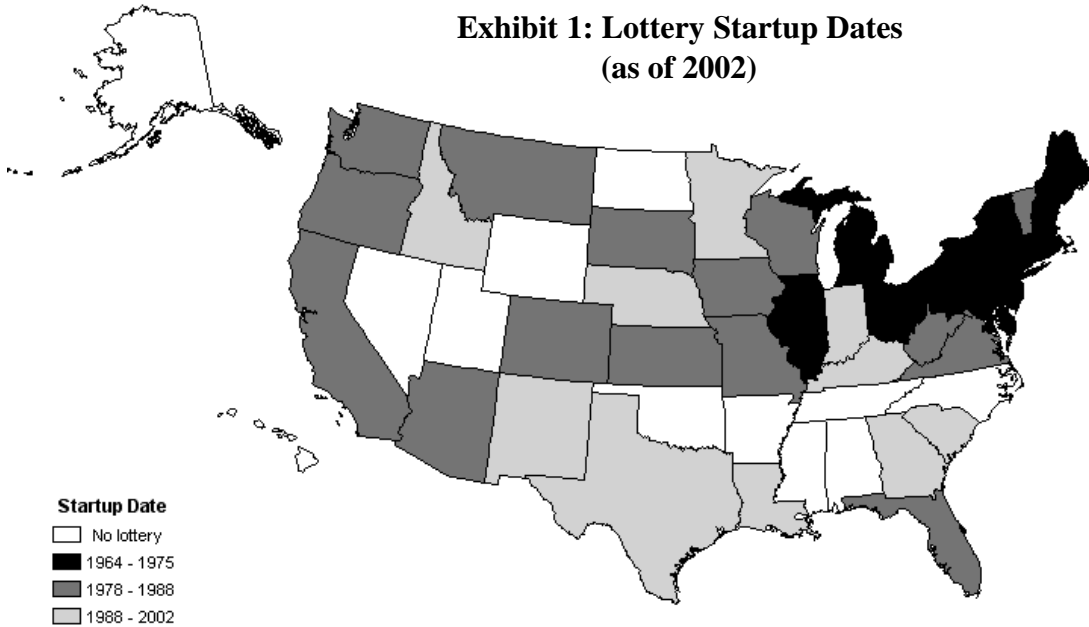 Exhibit 1: Lottery Startup Dates
(as of 2002)
Startup Date
No lottery
1964 - 1975
1978 - 1988
1988 - 2002